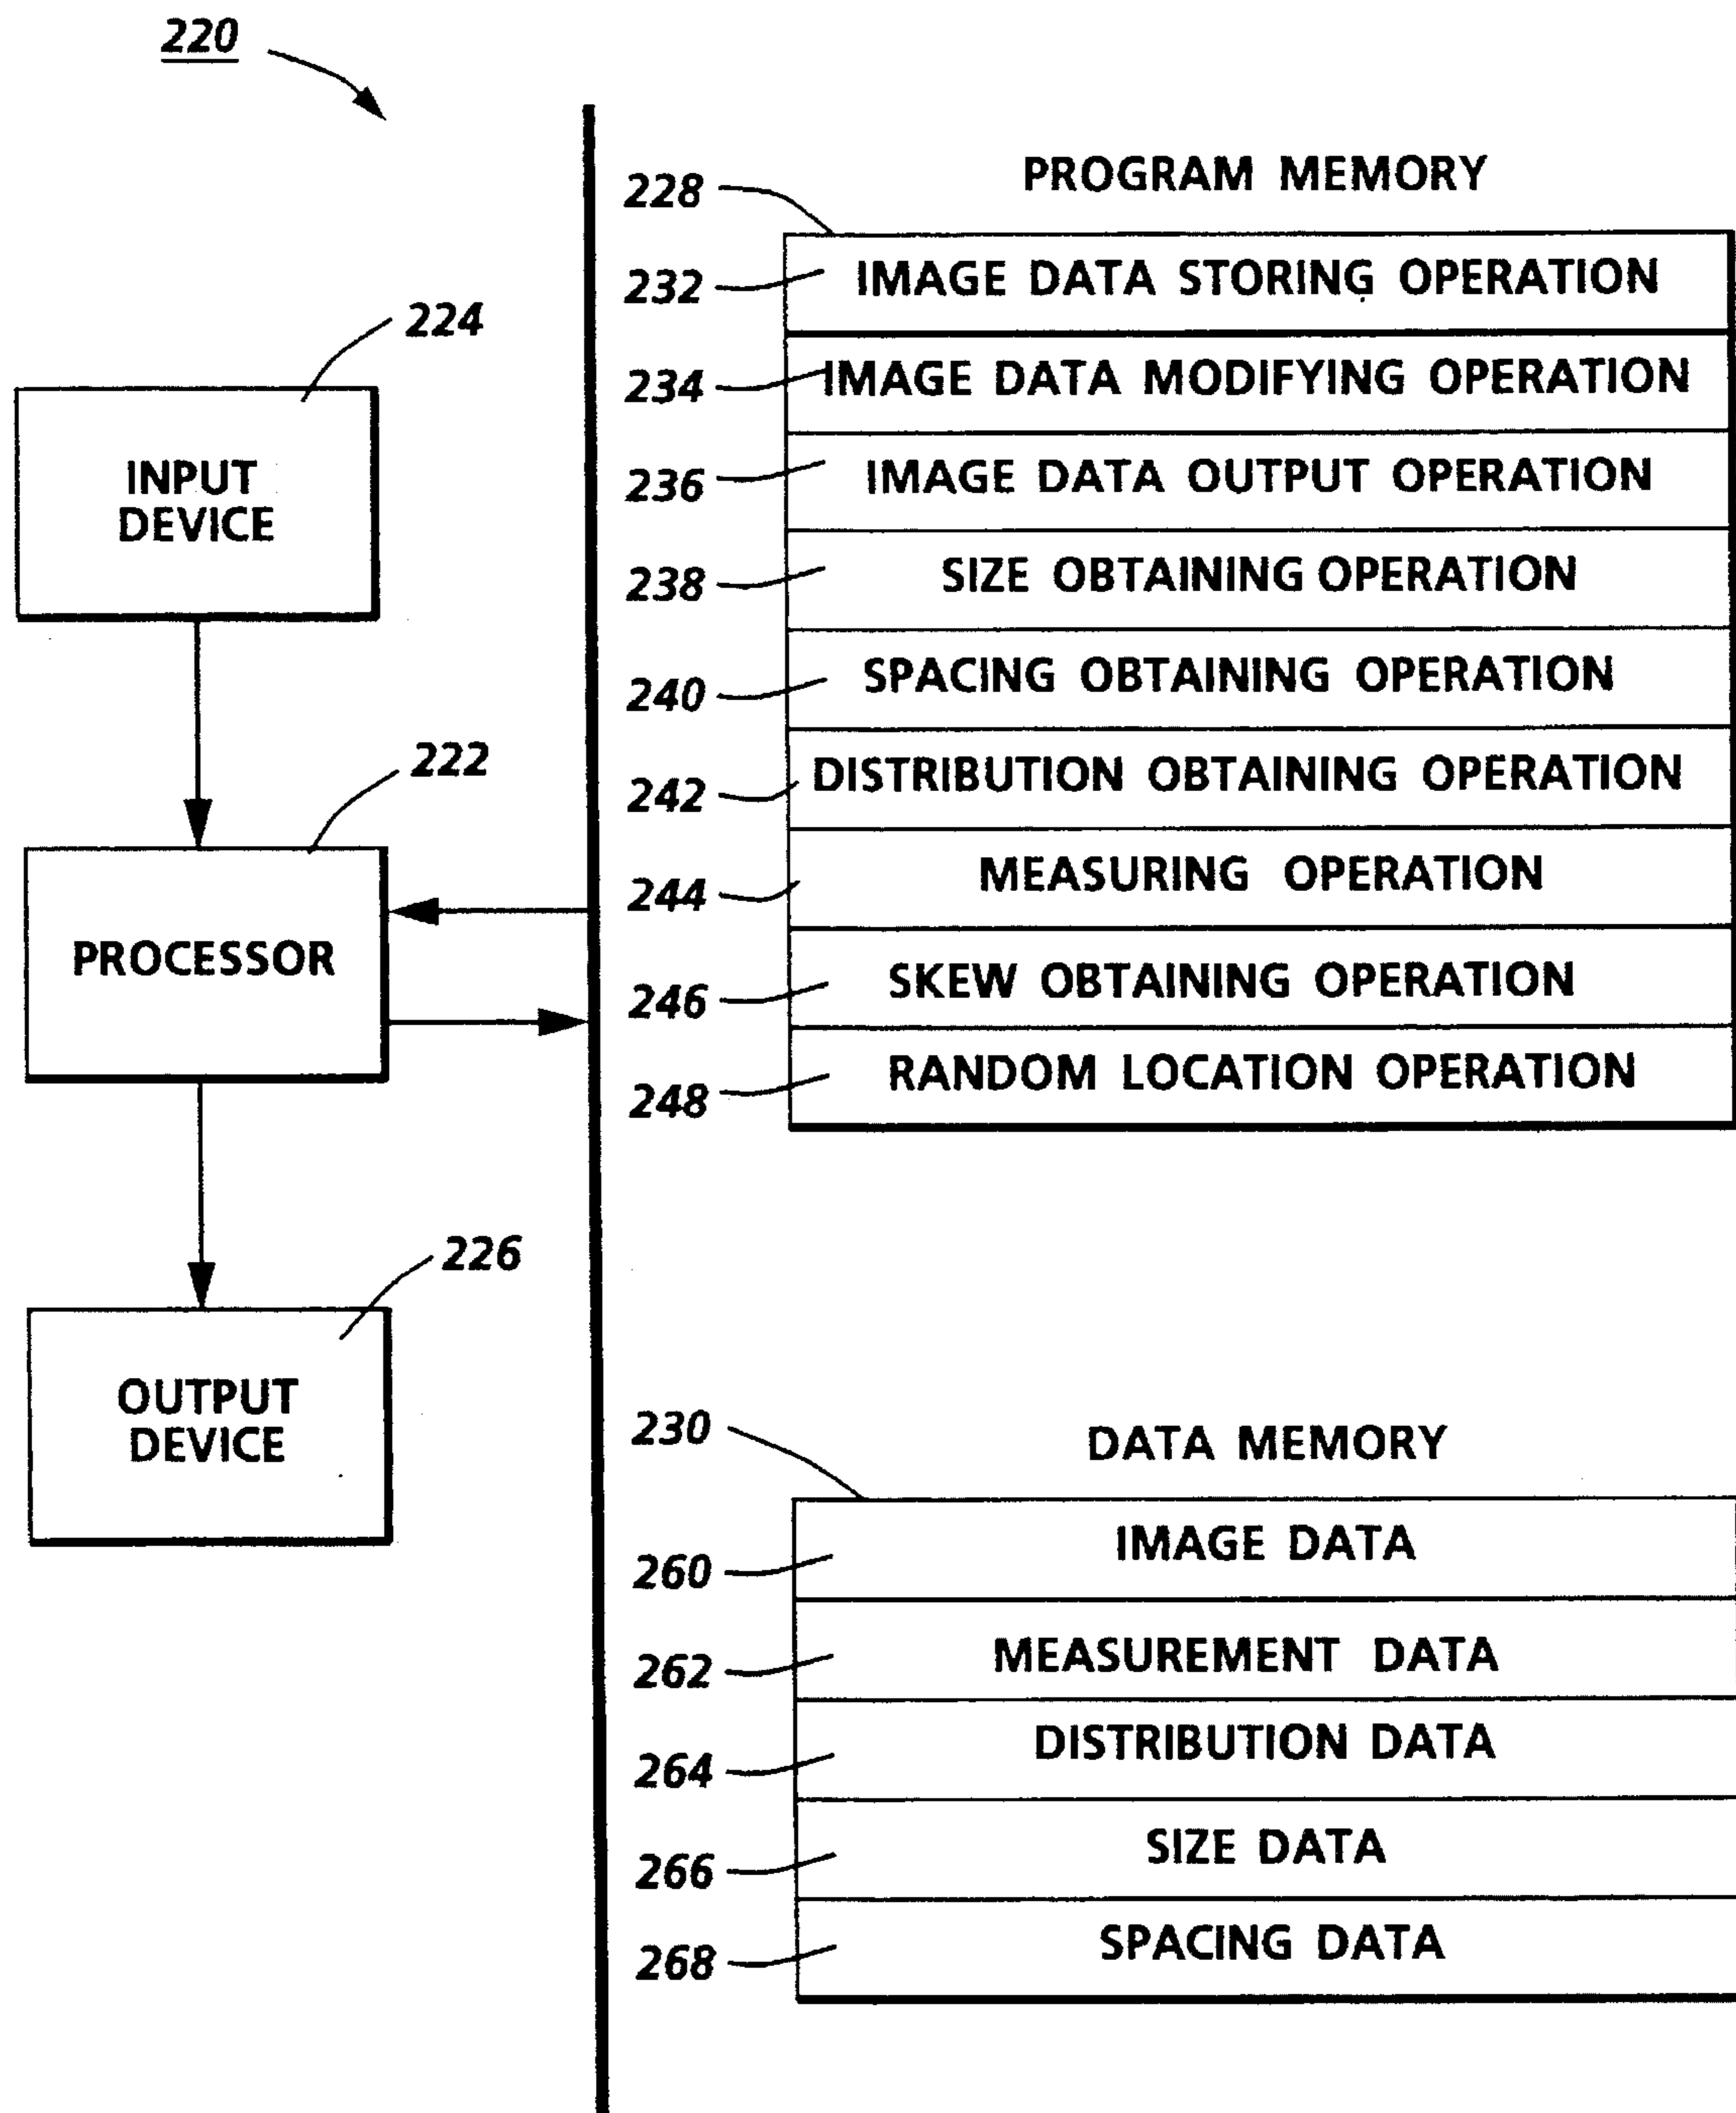 220
224
INPUT
DEVICE
222
PROCESSOR
226
OUTPUT
DEVICE
PROGRAM MEMORY
228
232 IMAGE DATA STORING OPERATION
234 IMAGE DATA MODIFYING OPERATION
236 IMAGE DATA OUTPUT OPERATION
238 SIZE OBTAINING OPERATION
240 SPACING OBTAINING OPERATION
242 DISTRIBUTION OBTAINING OPERATION
244 MEASURING OPERATION
246 SKEW OBTAINING OPERATION
248 RANDOM LOCATION OPERATION
230
DATA MEMORY
260 IMAGE DATA
262 MEASUREMENT DATA
264 DISTRIBUTION DATA
266 SIZE DATA
268 SPACING DATA